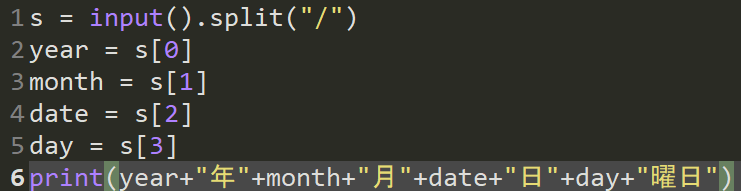 1 s = input().split("/")
2 year = s[0]
3 month = s[1]
4 date = s[2]
5 day = s[3]
6 print(year+"年"+month+"月"+date+"日"+day+"曜日")